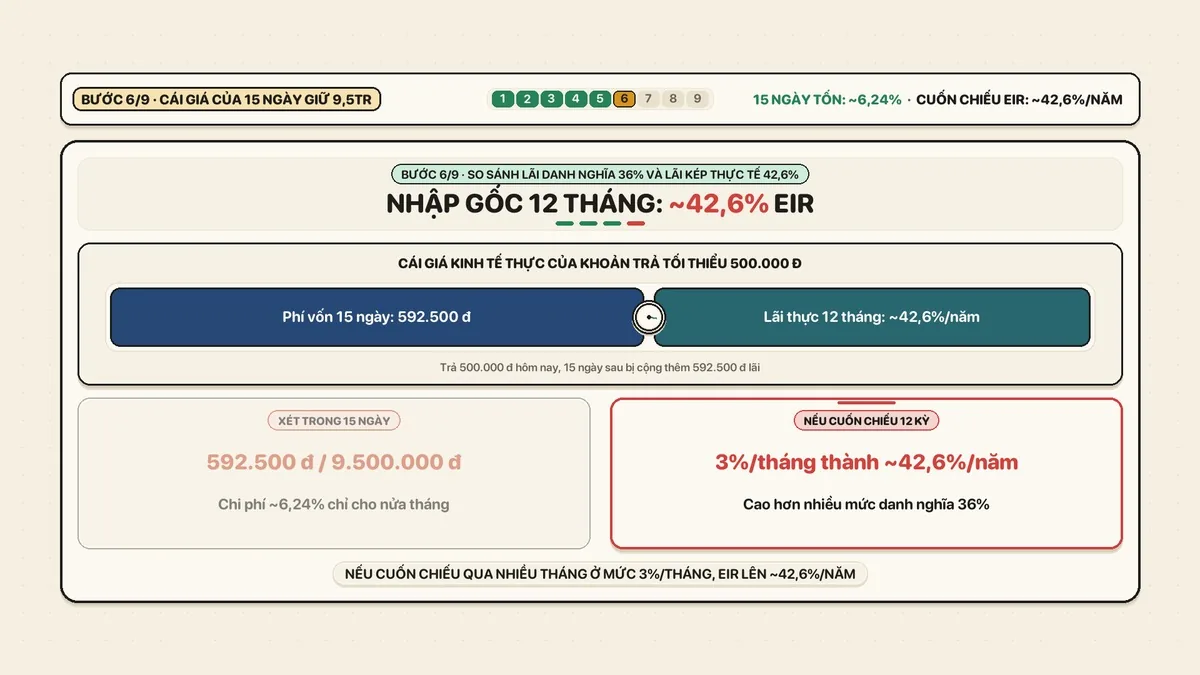 BƯỚC 6/9 · CÁI GIÁ CỦA 15 NGÀY GIỮ 9,5TR
1 2 3 4 5 6 7 8 9
15 NGÀY TỐN: ~6,24% · CUỐN CHIẾU EIR: ~42,6%/NĂM
BƯỚC 6/9 · SO SÁNH LÃI DANH NGHĨA 36% VÀ LÃI KÉP THỰC TẾ 42,6%
NHẬP GỐC 12 THÁNG: ~42,6% EIR
CÁI GIÁ KINH TẾ THỰC CỦA KHOẢN TRẢ TỐI THIỂU 500.000 Đ
Phí vốn 15 ngày: 592.500 đ
Lãi thực 12 tháng: ~42,6%/năm
Trả 500.000 đ hôm nay, 15 ngày sau bị cộng thêm 592.500 đ lãi
XÉT TRONG 15 NGÀY
592.500 đ / 9.500.000 đ
Chi phí ~6,24% chỉ cho nửa tháng
NẾU CUỐN CHIẾU 12 KỲ
3%/tháng thành ~42,6%/năm
Cao hơn nhiều mức danh nghĩa 36%
NẾU CUỐN CHIẾU QUA NHIỀU THÁNG Ở MỨC 3%/THÁNG, EIR LÊN ~42,6%/NĂM